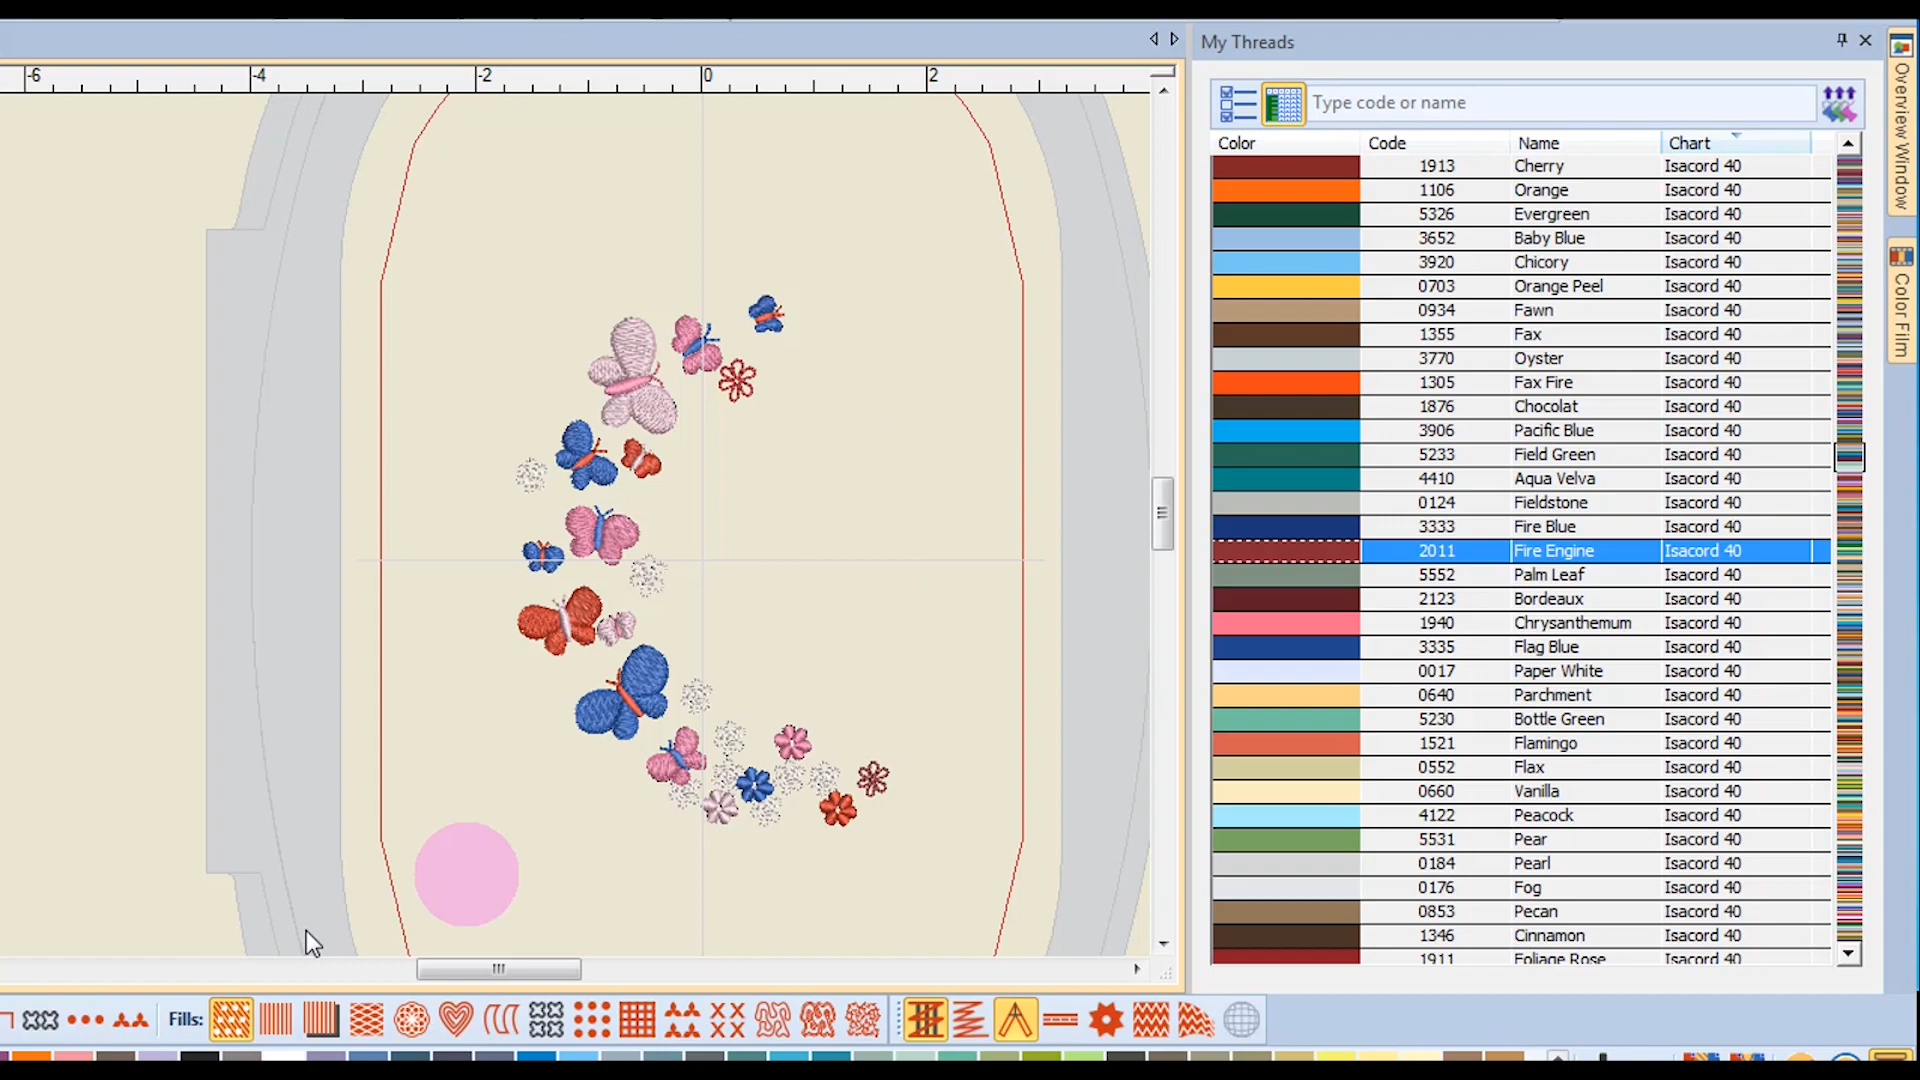 My Threads
-6 -4 -2 0 2
Type code or name
Color Code Name Chart
1913 Cherry Isacord 40
1106 Orange Isacord 40
5326 Evergreen Isacord 40
3652 Baby Blue Isacord 40
3920 Chicory Isacord 40
0703 Orange Peel Isacord 40
0934 Fawn Isacord 40
1355 Fax Isacord 40
3770 Oyster Isacord 40
1305 Fax Fire Isacord 40
1876 Chocolat Isacord 40
3906 Pacific Blue Isacord 40
5233 Field Green Isacord 40
4410 Aqua Velva Isacord 40
0124 Fieldstone Isacord 40
3333 Fire Blue Isacord 40
2011 Fire Engine Isacord 40
5552 Palm Leaf Isacord 40
2123 Bordeaux Isacord 40
1940 Chrysanthemum Isacord 40
3335 Flag Blue Isacord 40
0017 Paper White Isacord 40
0640 Parchment Isacord 40
5230 Bottle Green Isacord 40
1521 Flamingo Isacord 40
0552 Flax Isacord 40
0660 Vanilla Isacord 40
4122 Peacock Isacord 40
5531 Pear Isacord 40
0184 Pearl Isacord 40
0176 Fog Isacord 40
0853 Pecan Isacord 40
1346 Cinnamon Isacord 40
1911 Foliage Rose Isacord 40
Overview Window
Color Film
Fills: